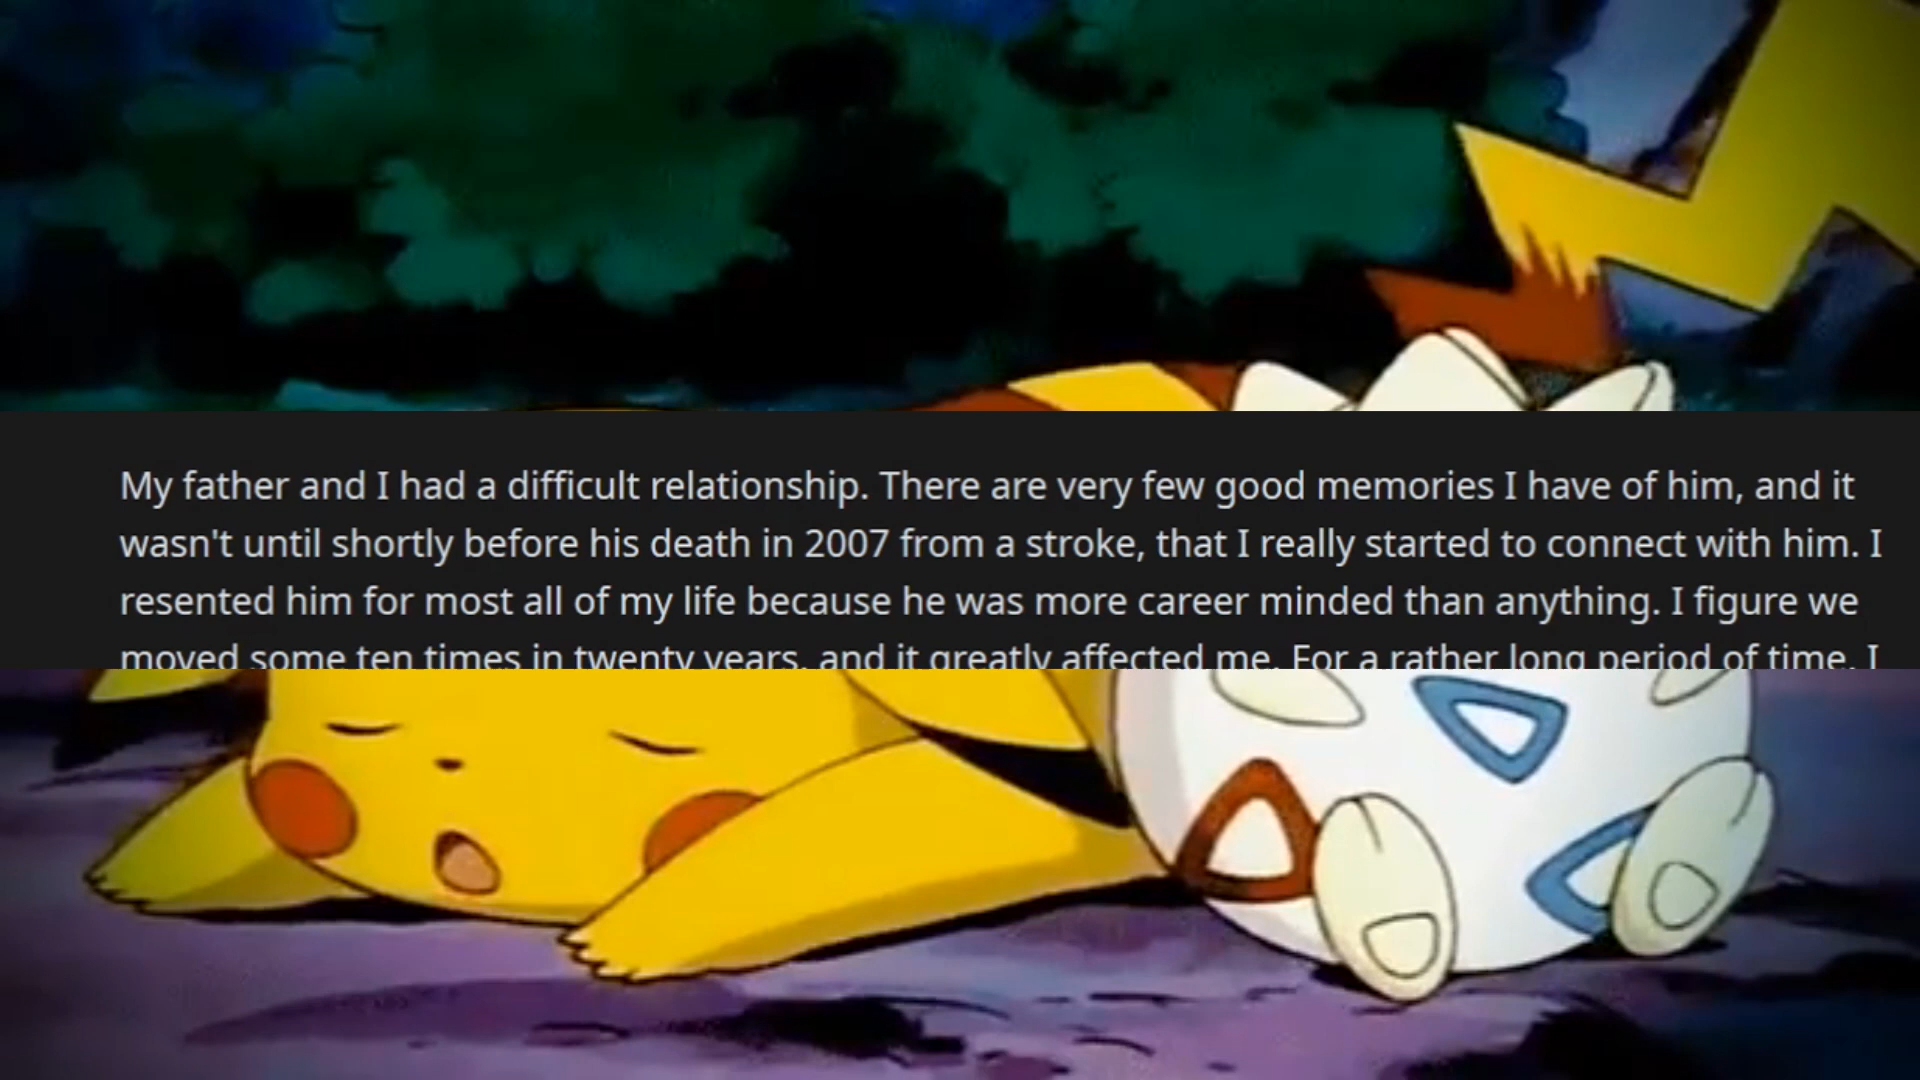 My father and I had a difficult relationship. There are very few good memories I have of him, and it
wasn't until shortly before his death in 2007 from a stroke, that I really started to connect with him. I
resented him for most all of my life because he was more career minded than anything. I figure we
moved some ten times in twenty years, and it greatly affected me. For a rather long period of time, I